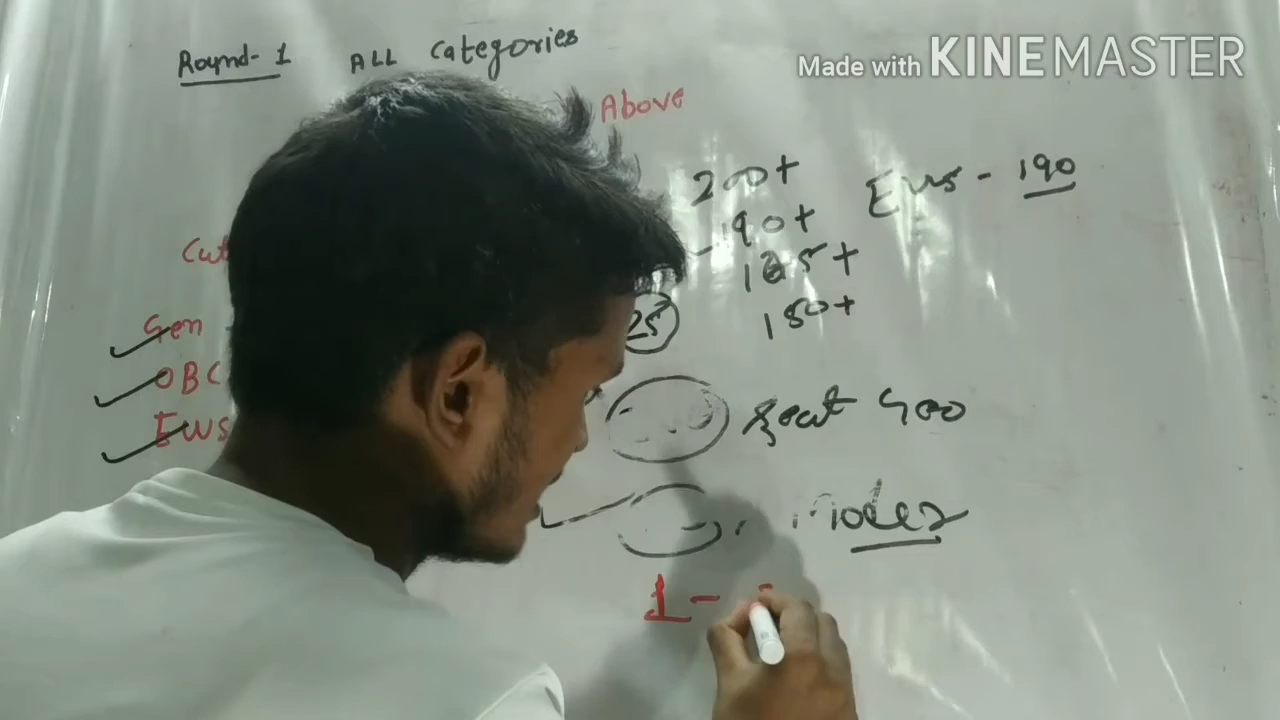 Round-1 ALL Categories
Made with KINEMASTER
Above
200+
Ews - 190
190+
Cut
185+
Gen
25
180+
OBC
Seat 400
EWS
1-